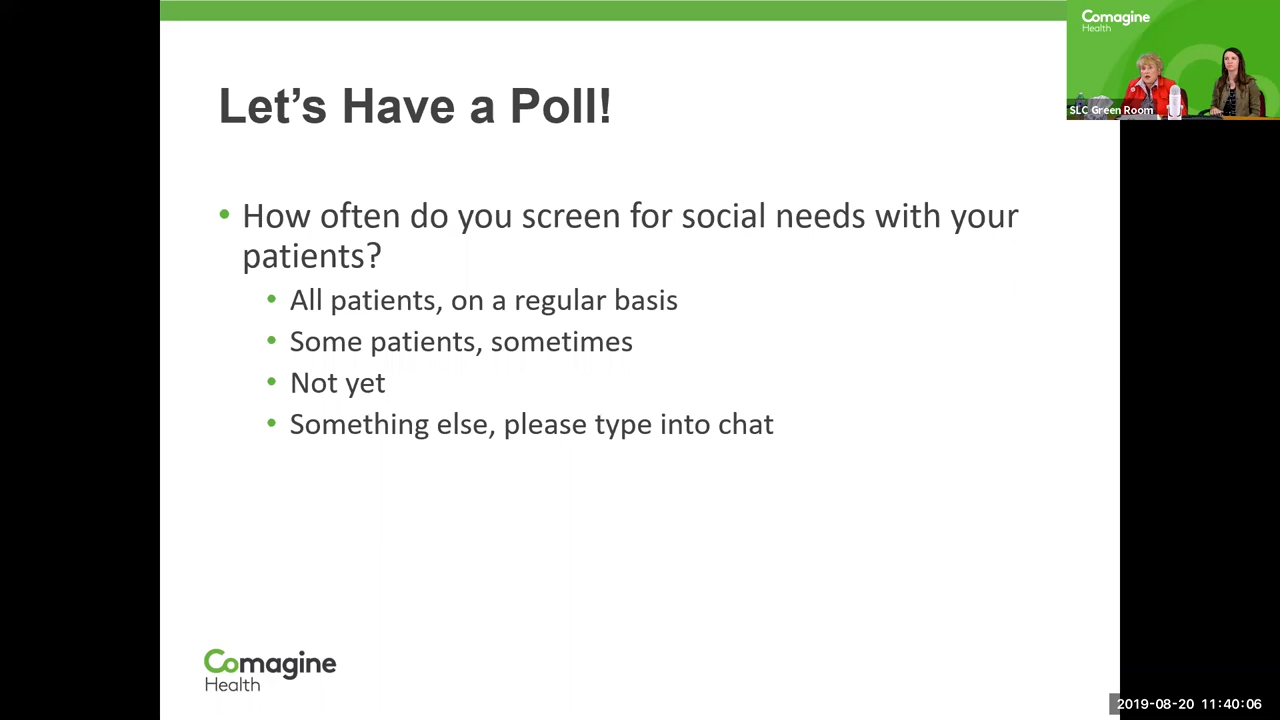 Comagine
Health
SLC Green Room
Let’s Have a Poll!
• How often do you screen for social needs with your
patients?
• All patients, on a regular basis
• Some patients, sometimes
• Not yet
• Something else, please type into chat
Comagine
Health
2019-08-20 11:40:06